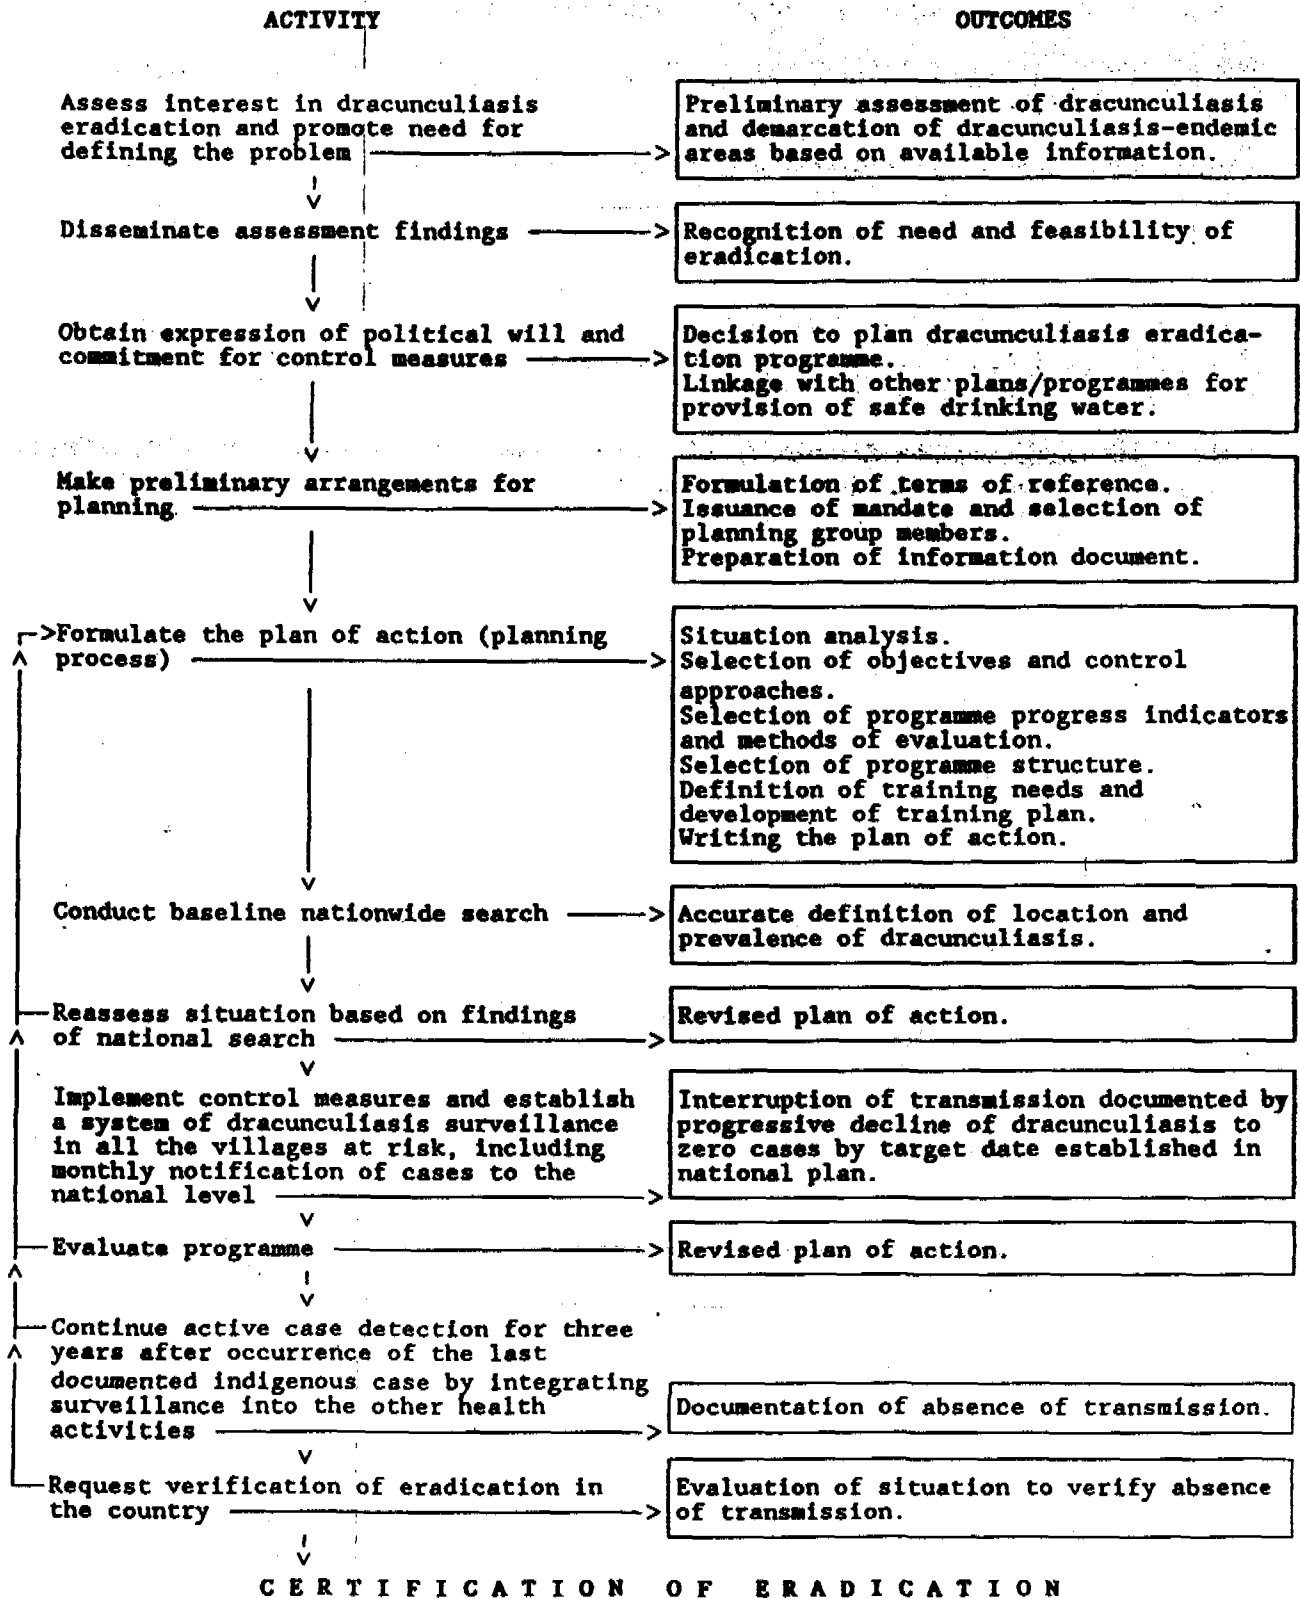 ACTIVITY
OUTCOMES
Assess interest in dracunculiasis
eradication and promote need for
defining the problem
Preliminary assessment of dracunculiasis
and demarcation of dracunculiasis-endemic
areas based on available information.
Disseminate assessment findings
Recognition of need and feasibility of
eradication.
Obtain expression of political will and
commitment for control measures
Decision to plan dracunculiasis eradica-
tion programme.
Linkage with other plans/programmes for
provision of safe drinking water.
Make preliminary arrangements for
planning
Formulation of terms of reference.
Issuance of mandate and selection of
planning group members.
Preparation of information document.
Formulate the plan of action (planning
process)
Situation analysis.
Selection of objectives and control
approaches.
Selection of programme progress indicators
and methods of evaluation.
Selection of programme structure.
Definition of training needs and
development of training plan.
Writing the plan of action.
Conduct baseline nationwide search
Accurate definition of location and
prevalence of dracunculiasis.
Reassess situation based on findings
of national search
Revised plan of action.
Implement control measures and establish
a system of dracunculiasis surveillance
in all the villages at risk, including
monthly notification of cases to the
national level
Interruption of transmission documented by
progressive decline of dracunculiasis to
zero cases by target date established in
national plan.
Evaluate programme
Revised plan of action.
Continue active case detection for three
years after occurrence of the last
documented indigenous case by integrating
surveillance into the other health
activities
Documentation of absence of transmission.
Request verification of eradication in
the country
Evaluation of situation to verify absence
of transmission.
CERTIFICATION OF ERADICATION